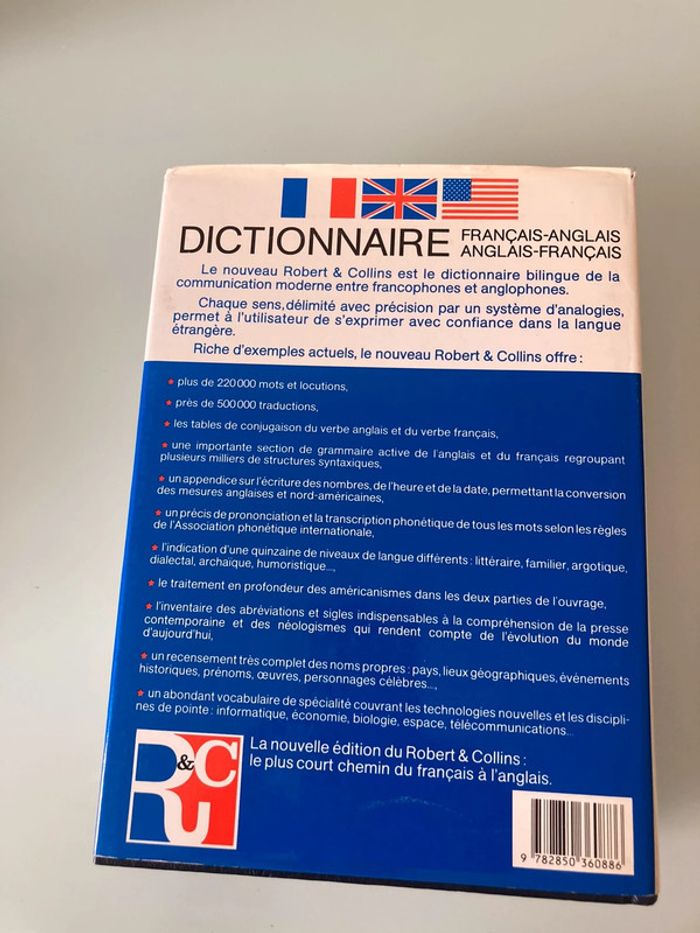 DICTIONNAIRE FRANÇAIS-ANGLAIS
ANGLAIS-FRANÇAIS
Le nouveau Robert & Collins est le dictionnaire bilingue de la
communication moderne entre francophones et anglophones.
Chaque sens, délimité avec précision par un système d'analogies,
permet à l'utilisateur de s'exprimer avec confiance dans la langue
étrangère.
Riche d'exemples actuels, le nouveau Robert & Collins offre :
★ plus de 220 000 mots et locutions,
★ près de 500 000 traductions,
★ les tables de conjugaison du verbe anglais et du verbe français,
★ une importante section de grammaire active de l'anglais et du français regroupant
plusieurs milliers de structures syntaxiques,
★ un appendice sur l'écriture des nombres, de l'heure et de la date, permettant la conversion
des mesures anglaises et nord-américaines,
★ un précis de prononciation et la transcription phonétique de tous les mots selon les règles
de l'Association phonétique internationale,
★ l'indication d'une quinzaine de niveaux de langue différents : littéraire, familier, argotique,
dialectal, archaïque, humoristique...,
★ le traitement en profondeur des américanismes dans les deux parties de l'ouvrage,
★ l'inventaire des abréviations et sigles indispensables à la compréhension de la presse
contemporaine et des néologismes qui rendent compte de l'évolution du monde
d'aujourd'hui,
★ un recensement très complet des noms propres : pays, lieux géographiques, événements
historiques, prénoms, œuvres, personnages célèbres...,
★ un abondant vocabulaire de spécialité couvrant les technologies nouvelles et les discipli-
nes de pointe : informatique, économie, biologie, espace, télécommunications...
R&C
La nouvelle édition du Robert & Collins :
le plus court chemin du français à l'anglais.
9 782850 360886